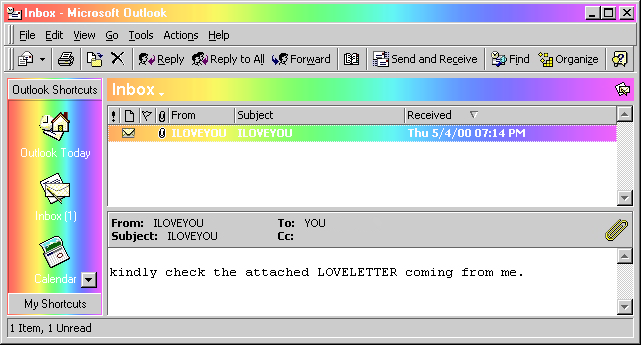 Inbox - Microsoft Outlook
File Edit View Go Tools Actions Help
Reply Reply to All Forward Send and Receive Find Organize
Outlook Shortcuts
Inbox .
! From Subject Received
ILOVEYOU ILOVEYOU Thu 5/4/00 07:14 PM
Outlook Today
Inbox (1)
Calendar
My Shortcuts
From: ILOVEYOU To: YOU
Subject: ILOVEYOU Cc:
kindly check the attached LOVELETTER coming from me.
1 Item, 1 Unread